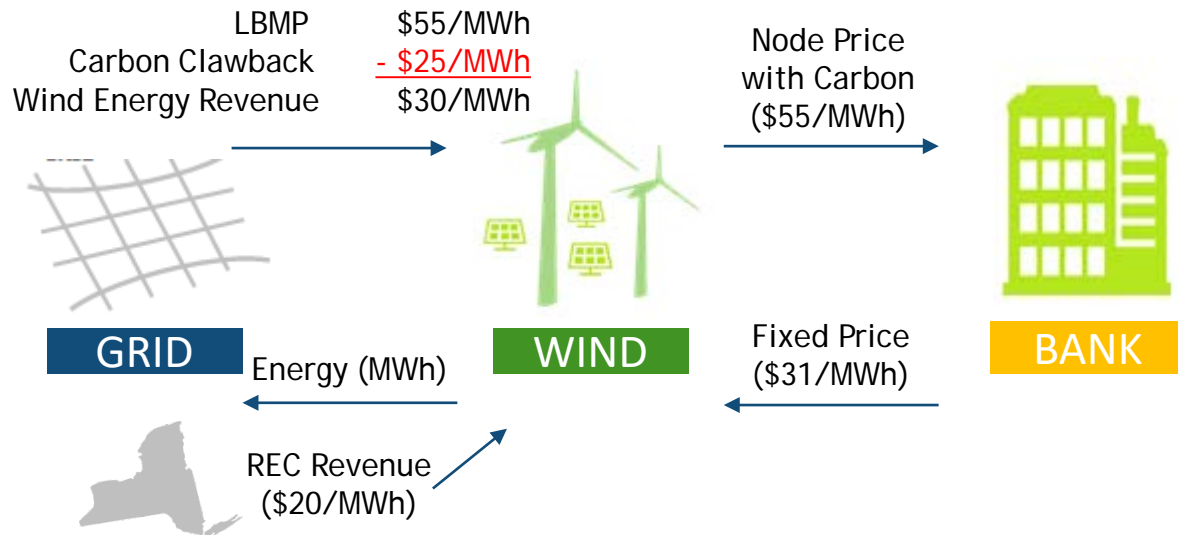 LBMP $55/MWh
Carbon Clawback - $25/MWh
Wind Energy Revenue $30/MWh
Node Price
with Carbon
($55/MWh)
GRID
WIND
BANK
Energy (MWh)
Fixed Price
($31/MWh)
REC Revenue
($20/MWh)